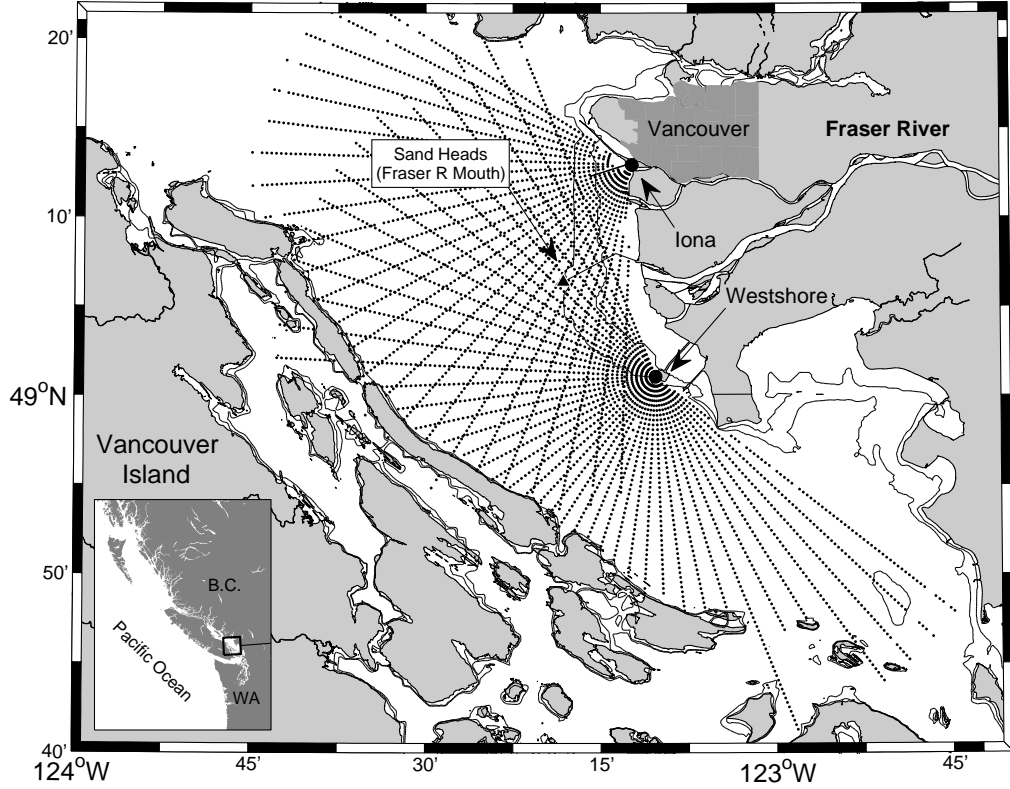 20'
Vancouver
Fraser River
Sand Heads
(Fraser R Mouth)
10'
Iona
Westshore
49°N
Vancouver
Island
50'
B.C.
Pacific Ocean
WA
40'
124°W
45'
30'
15'
123°W
45'